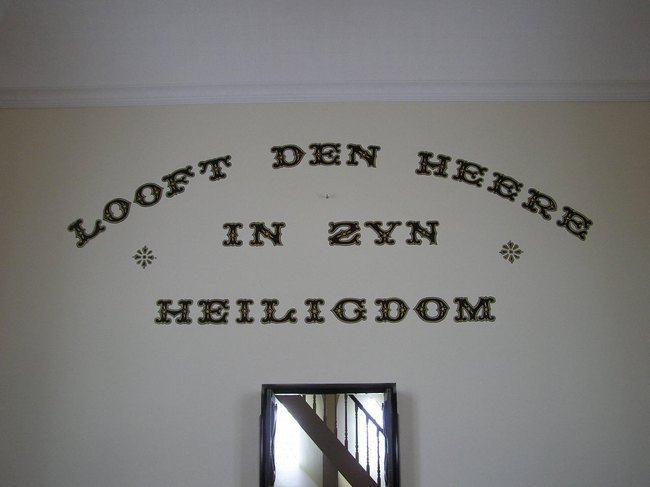 LOOFT DEN HEERE
IN ZYN
HEILIGDOM